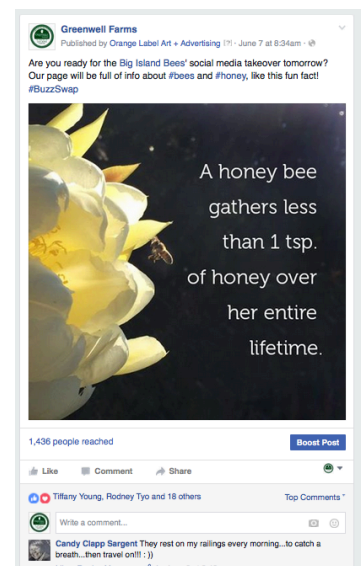 Greenwell Farms
Published by Orange Label Art + Advertising [?] · June 7 at 8:34am ·
Are you ready for the Big Island Bees' social media takeover tomorrow?
Our page will be full of info about #bees and #honey, like this fun fact!
#BuzzSwap
A honey bee
gathers less
than 1 tsp.
of honey over
her entire
lifetime.
1,436 people reached
Boost Post
Like Comment Share
Tiffany Young, Rodney Tyo and 18 others
Top Comments
Write a comment...
Candy Clapp Sargent They rest on my railings every morning...to catch a
breath...then travel on!!! : ))